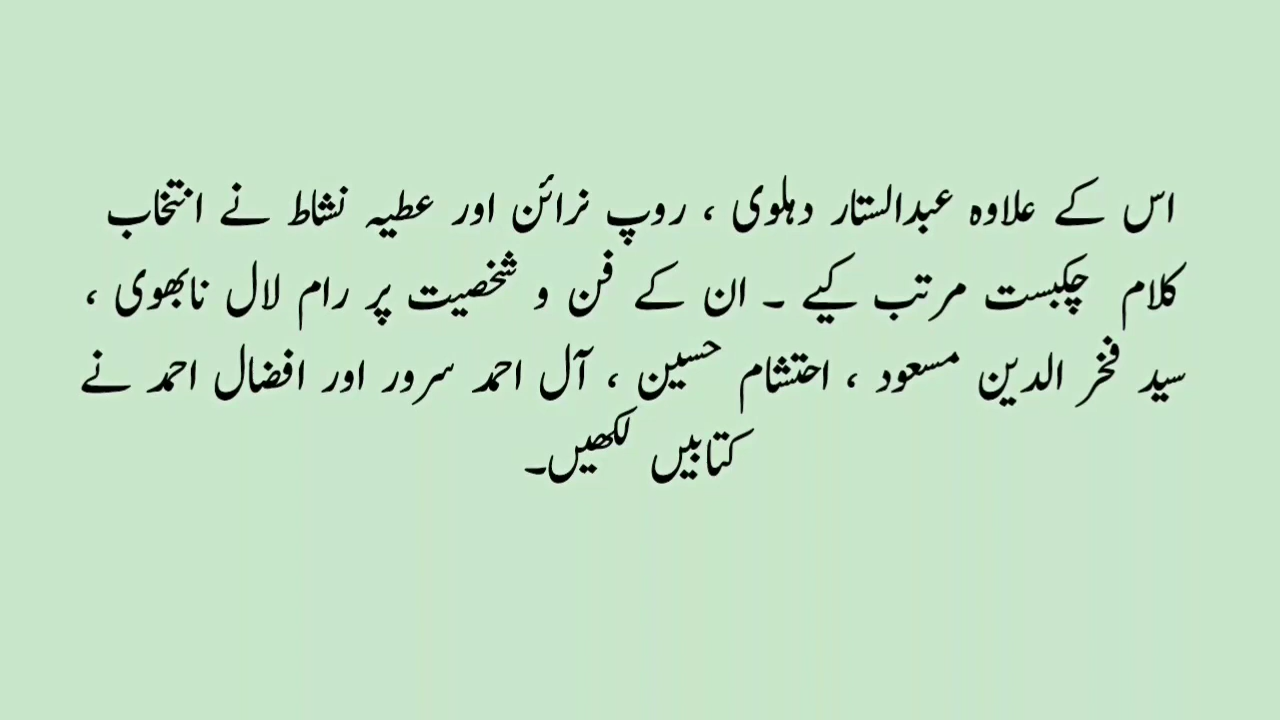 اس کے علاوہ عبدالستار دہلوی ، روپ نرائن اور عطیہ نشاط نے انتخاب
کلام چکبست مرتب کیے ۔ ان کے فن و شخصیت پر رام لال نابھوی ،
سید فخر الدین مسعود ، احتشام حسین ، آل احمد سرور اور افضال احمد نے
کتابیں لکھیں۔